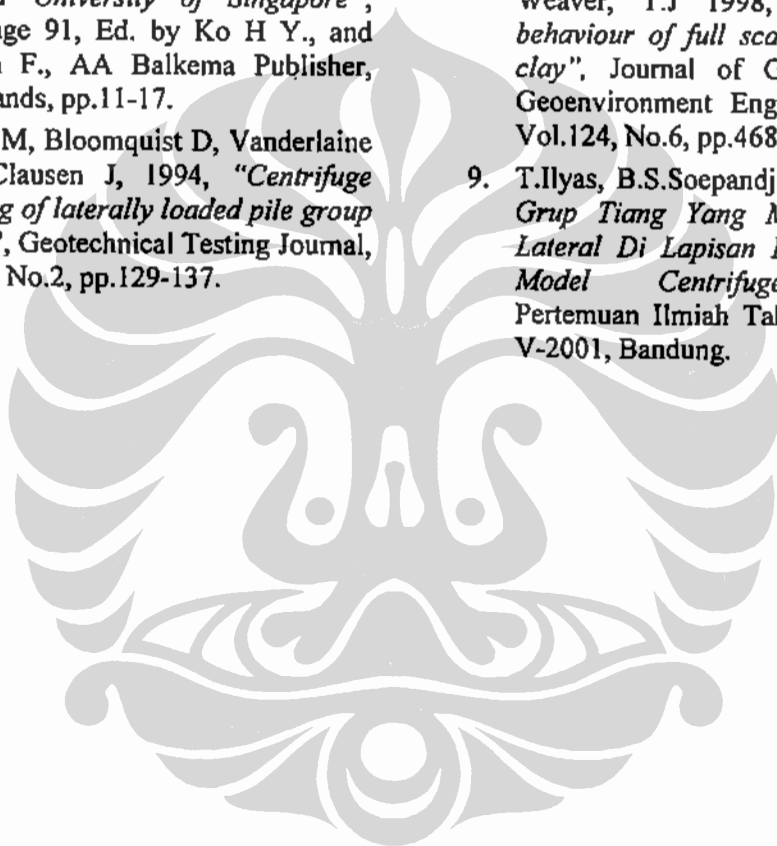 University of Singapore",
ge 91, Ed. by Ko H Y., and
F., AA Balkema Publisher,
nds, pp.11-17.
M, Bloomquist D, Vanderlaine
Clausen J, 1994, "Centrifuge
g of laterally loaded pile group
", Geotechnical Testing Journal,
No.2, pp.129-137.
Weaver, T.J 1998,
behaviour of full sca
clay", Journal of G
Geoenvironment Eng
Vol.124, No.6, pp.468
9. T.Ilyas, B.S.Soepandj
Grup Tiang Yang
Lateral Di Lapisan
Model Centrifuge
Pertemuan Ilmiah Tal
V-2001, Bandung.